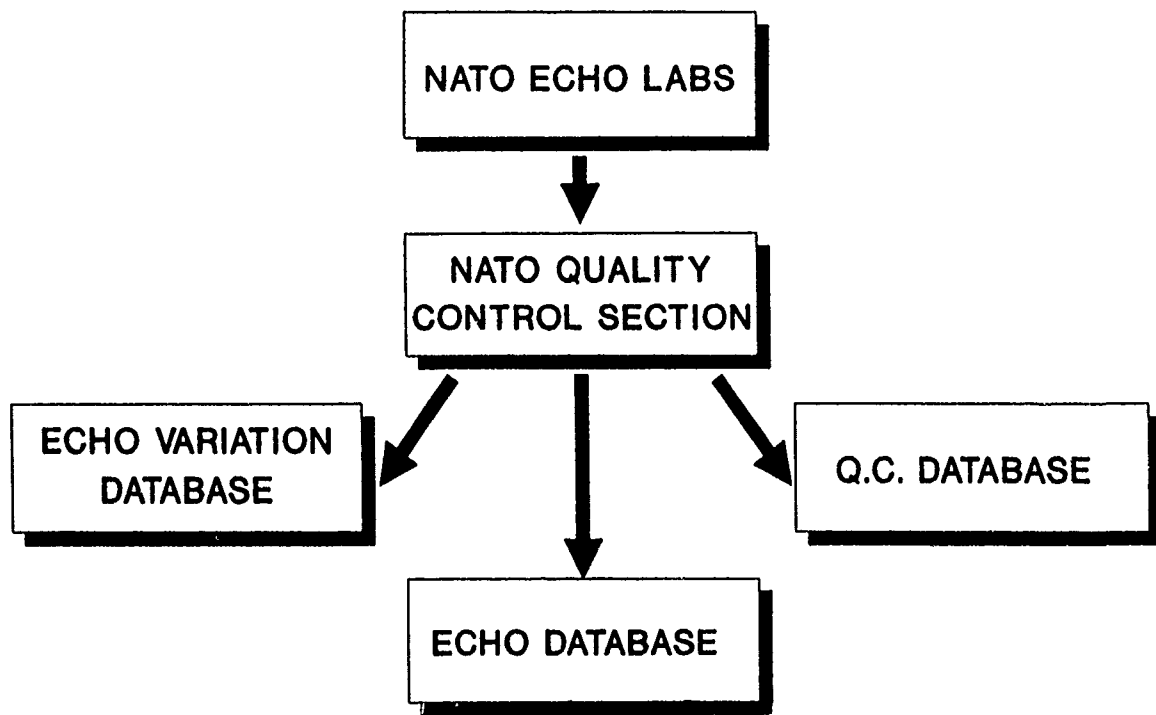 NATO ECHO LABS
NATO QUALITY
CONTROL SECTION
ECHO VARIATION
DATABASE
Q.C. DATABASE
ECHO DATABASE